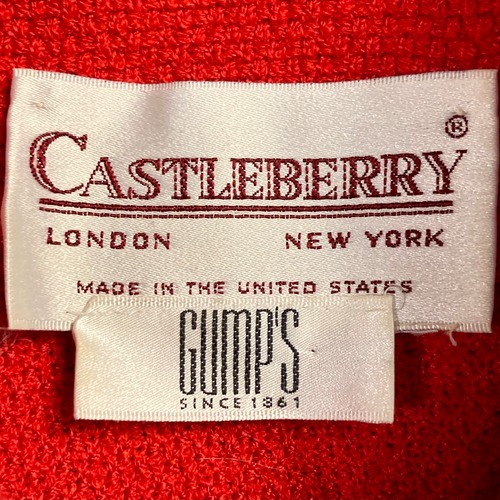 CASTLEBERRY®
LONDON NEW YORK
MADE IN THE UNITED STATES
GUMP'S
SINCE 1861